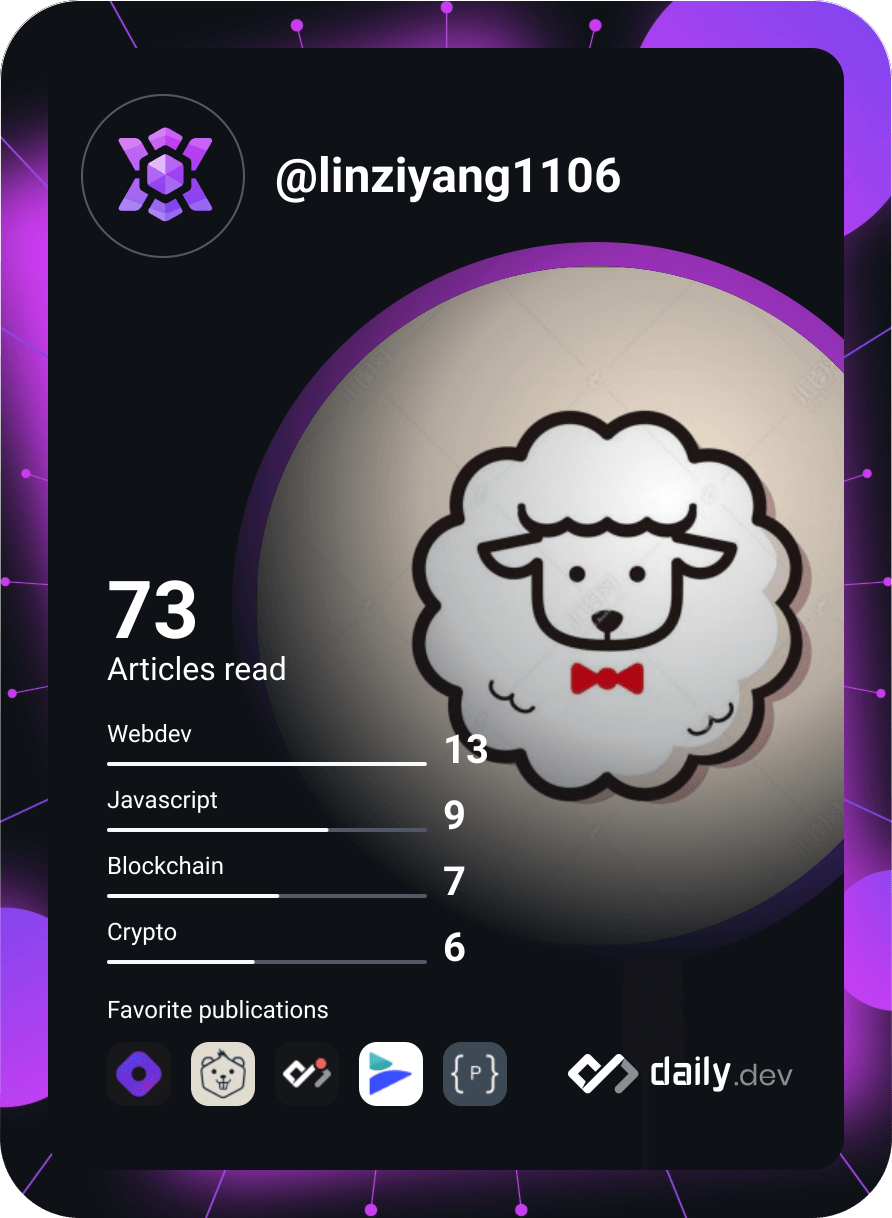 @linziyang1106
73
Articles read
Webdev
13
Javascript
9
Blockchain
7
Crypto
6
Favorite publications
{ P }
daily.dev